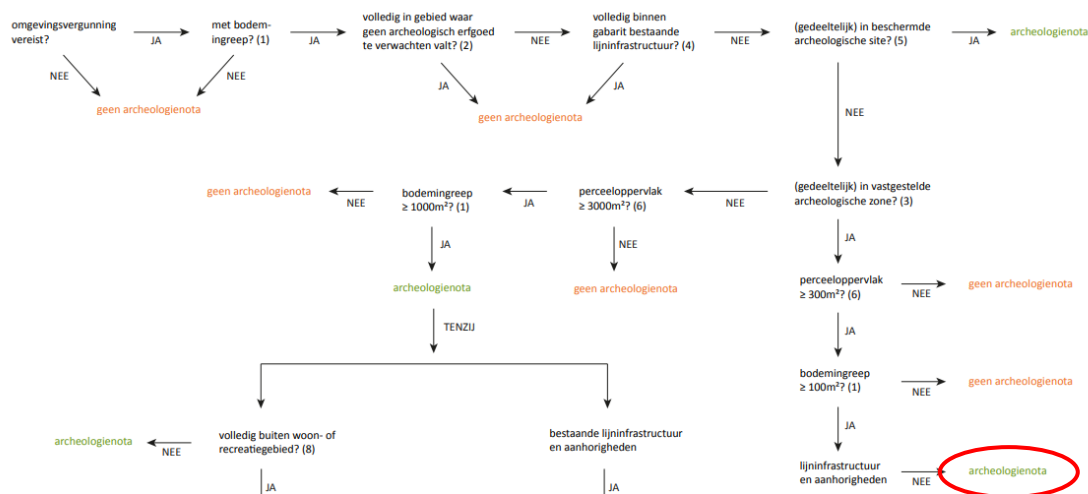 omgevingsvergunning
vereist?
JA
met bodem-
ingreep? (1)
JA
volledig in gebied waar
geen archeologisch erfgoed
te verwachten valt? (2)
NEE
volledig binnen
gabarit bestaande
lijninfrastructuur? (4)
NEE
(gedeeltelijk) in beschermde
archeologische site? (5)
JA
archeologienota
NEE
NEE
JA
JA
geen archeologienota
geen archeologienota
NEE
geen archeologienota
NEE
bodemingreep
≥ 1000m²? (1)
JA
perceeloppervlak
≥ 3000m²? (6)
NEE
(gedeeltelijk) in vastgestelde
archeologische zone? (3)
JA
NEE
JA
archeologienota
geen archeologienota
perceeloppervlak
≥ 300m²? (6)
NEE
geen archeologienota
TENZIJ
JA
bodemingreep
≥ 100m²? (1)
NEE
geen archeologienota
JA
archeologienota
NEE
volledig buiten woon- of
recreatiegebied? (8)
bestaande lijninfrastructuur
en aanhorigheden
lijninfrastructuur
en aanhorigheden
NEE
archeologienota
JA
JA